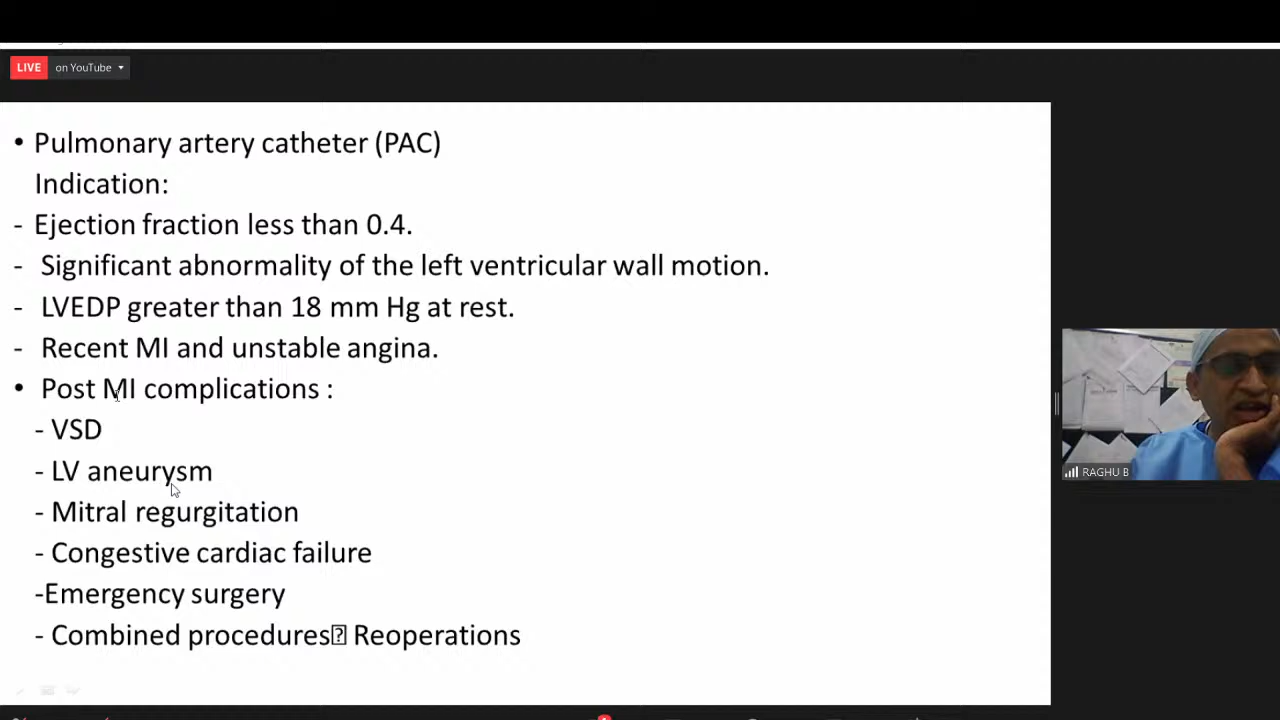 LIVE on YouTube
• Pulmonary artery catheter (PAC)
Indication:
- Ejection fraction less than 0.4.
- Significant abnormality of the left ventricular wall motion.
- LVEDP greater than 18 mm Hg at rest.
- Recent MI and unstable angina.
• Post MI complications :
- VSD
- LV aneurysm
- Mitral regurgitation
- Congestive cardiac failure
-Emergency surgery
- Combined procedures⍰ Reoperations
RAGHU B